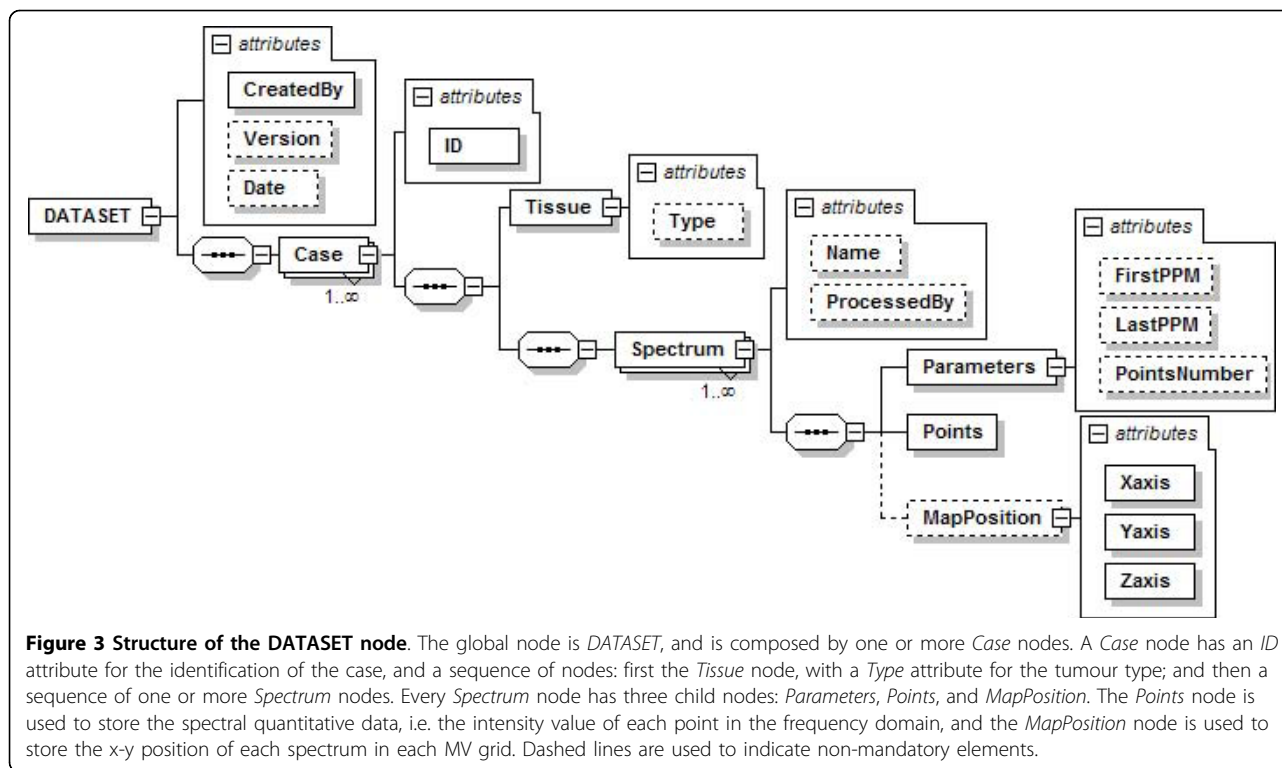 attributes
CreatedBy
Version
Date
DATASET
Case
1..∞
attributes
ID
Tissue
attributes
Type
Spectrum
1..∞
attributes
Name
ProcessedBy
Parameters
attributes
FirstPPM
LastPPM
PointsNumber
Points
MapPosition
attributes
Xaxis
Yaxis
Zaxis
Figure 3 Structure of the DATASET node. The global node is DATASET, and is composed by one or more Case nodes. A Case node has an ID
attribute for the identification of the case, and a sequence of nodes: first the Tissue node, with a Type attribute for the tumour type; and then a
sequence of one or more Spectrum nodes. Every Spectrum node has three child nodes: Parameters, Points, and MapPosition. The Points node is
used to store the spectral quantitative data, i.e. the intensity value of each point in the frequency domain, and the MapPosition node is used to
store the x-y position of each spectrum in each MV grid. Dashed lines are used to indicate non-mandatory elements.